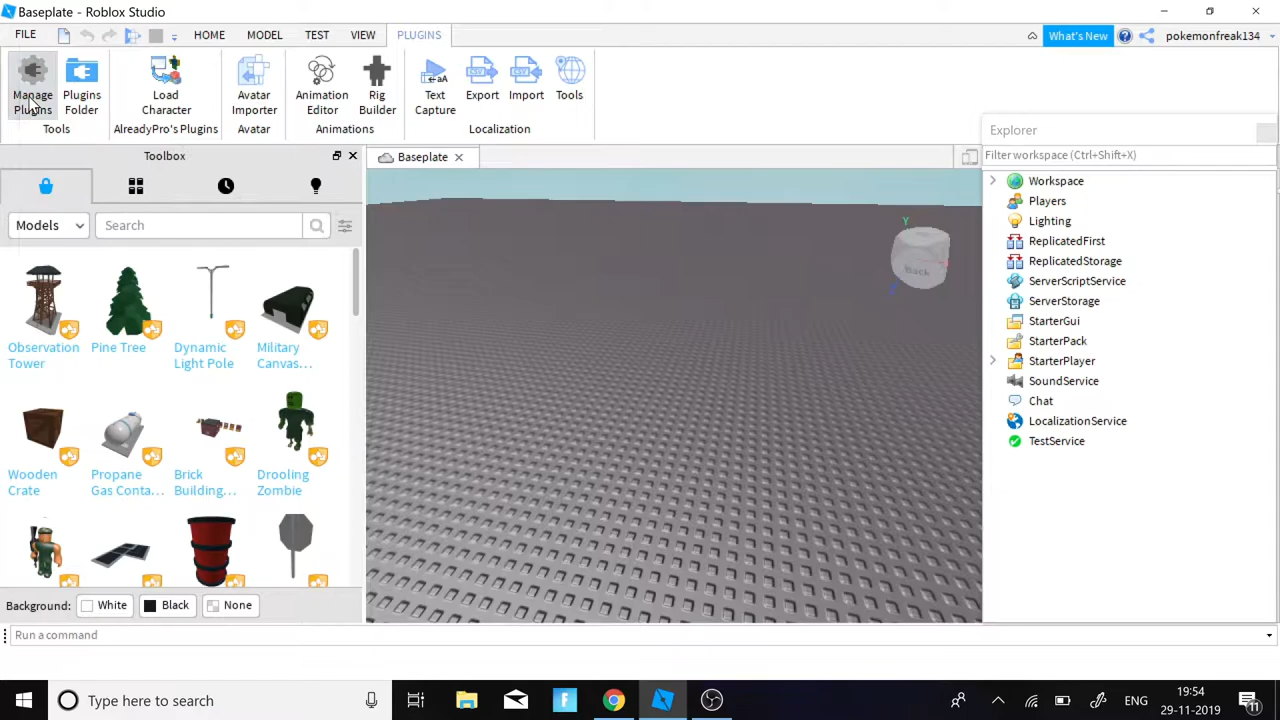 Baseplate - Roblox Studio
FILE HOME MODEL TEST VIEW PLUGINS What's New pokemonfreak134
Manage Plugins
Plugins Folder
Tools
Load Character
AlreadyPro's Plugins
Avatar Importer
Avatar
Animation Editor
Rig Builder
Animations
Text Capture
Export
Import
Tools
Localization
Toolbox
Models
Search
Observation Tower
Pine Tree
Dynamic Light Pole
Military Canvas...
Wooden Crate
Propane Gas Conta...
Brick Building...
Drooling Zombie
Background: White Black None
Baseplate
Y
Back
Explorer
Filter workspace (Ctrl+Shift+X)
Workspace
Players
Lighting
ReplicatedFirst
ReplicatedStorage
ServerScriptService
ServerStorage
StarterGui
StarterPack
StarterPlayer
SoundService
Chat
LocalizationService
TestService
Run a command
Type here to search
ENG
19:54
29-11-2019
11